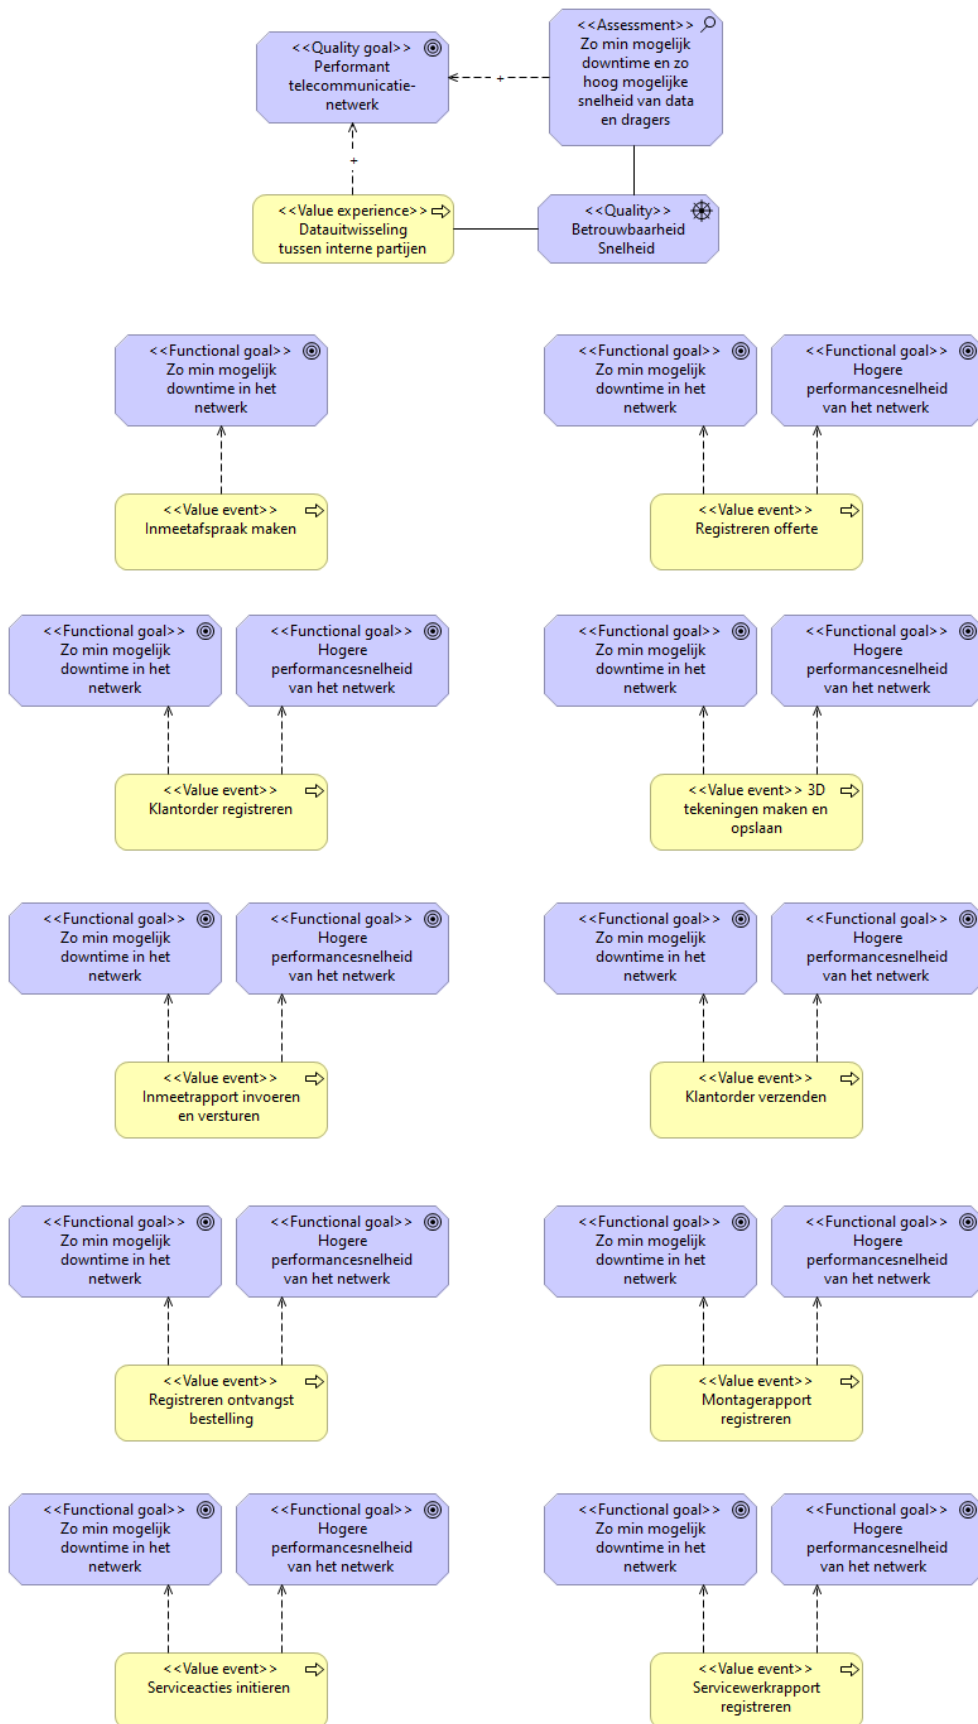 <<Quality goal>>
Performant
telecommunicatie-
netwerk
+
<<Assessment>>
Zo min mogelijk
downtime en zo
hoog mogelijke
snelheid van data
en dragers
+
<<Value experience>>
Datauitwisseling
tussen interne partijen
<<Quality>>
Betrouwbaarheid
Snelheid
<<Functional goal>>
Zo min mogelijk
downtime in het
netwerk
<<Functional goal>>
Zo min mogelijk
downtime in het
netwerk
<<Functional goal>>
Hogere
performancesnelheid
van het netwerk
<<Value event>>
Inmeetafspraak maken
<<Value event>>
Registreren offerte
<<Functional goal>>
Zo min mogelijk
downtime in het
netwerk
<<Functional goal>>
Hogere
performancesnelheid
van het netwerk
<<Functional goal>>
Zo min mogelijk
downtime in het
netwerk
<<Functional goal>>
Hogere
performancesnelheid
van het netwerk
<<Value event>>
Klantorder registreren
<<Value event>> 3D
tekeningen maken en
opslaan
<<Functional goal>>
Zo min mogelijk
downtime in het
netwerk
<<Functional goal>>
Hogere
performancesnelheid
van het netwerk
<<Functional goal>>
Zo min mogelijk
downtime in het
netwerk
<<Functional goal>>
Hogere
performancesnelheid
van het netwerk
<<Value event>>
Inmeetrapport invoeren
en versturen
<<Value event>>
Klantorder verzenden
<<Functional goal>>
Zo min mogelijk
downtime in het
netwerk
<<Functional goal>>
Hogere
performancesnelheid
van het netwerk
<<Functional goal>>
Zo min mogelijk
downtime in het
netwerk
<<Functional goal>>
Hogere
performancesnelheid
van het netwerk
<<Value event>>
Registreren ontvangst
bestelling
<<Value event>>
Montagerapport
registreren
<<Functional goal>>
Zo min mogelijk
downtime in het
netwerk
<<Functional goal>>
Hogere
performancesnelheid
van het netwerk
<<Functional goal>>
Zo min mogelijk
downtime in het
netwerk
<<Functional goal>>
Hogere
performancesnelheid
van het netwerk
<<Value event>>
Serviceacties initieren
<<Value event>>
Servicewerkrapport
registreren